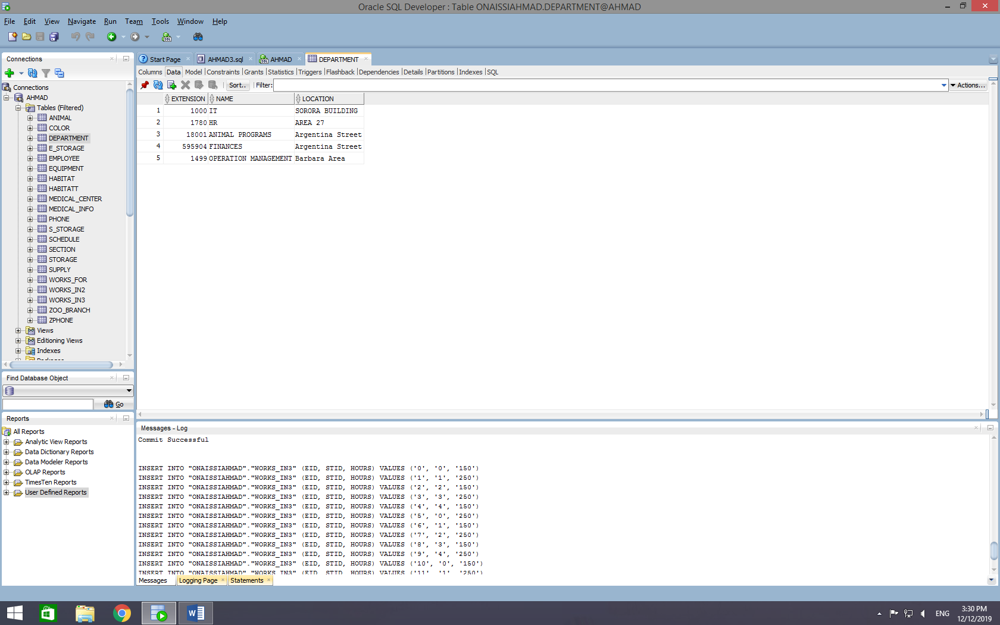 Oracle SQL Developer : Table ONAISSIAHMAD.DEPARTMENT@AHMAD
File Edit View Navigate Run Team Tools Window Help
Connections
Connections
AHMAD
Tables (Filtered)
ANIMAL
COLOR
DEPARTMENT
E_STORAGE
EMPLOYEE
EQUIPMENT
HABITAT
HABITATT
MEDICAL_CENTER
MEDICAL_INFO
PHONE
S_STORAGE
SCHEDULE
SECTION
STORAGE
SUPPLY
WORKS_FOR
WORKS_IN2
WORKS_IN3
ZOO_BRANCH
ZPHONE
Views
Editioning Views
Indexes
Find Database Object
Go
Reports
All Reports
Analytic View Reports
Data Dictionary Reports
Data Modeler Reports
OLAP Reports
TimesTen Reports
User Defined Reports
Start Page AHMAD3.sql AHMAD DEPARTMENT
Columns Data Model Constraints Grants Statistics Triggers Flashback Dependencies Details Partitions Indexes SQL
Sort.. Filter: Actions...
EXTENSION NAME LOCATION
1 1000 IT SORORA BUILDING
2 1780 HR AREA 27
3 18001 ANIMAL PROGRAMS Argentina Street
4 595904 FINANCES Argentina Street
5 1499 OPERATION MANAGEMENT Barbara Area
Messages - Log
Commit Successful
INSERT INTO "ONAISSIAHMAD"."WORKS_IN3" (EID, STID, HOURS) VALUES ('0', '0', '150')
INSERT INTO "ONAISSIAHMAD"."WORKS_IN3" (EID, STID, HOURS) VALUES ('1', '1', '250')
INSERT INTO "ONAISSIAHMAD"."WORKS_IN3" (EID, STID, HOURS) VALUES ('2', '2', '150')
INSERT INTO "ONAISSIAHMAD"."WORKS_IN3" (EID, STID, HOURS) VALUES ('3', '3', '250')
INSERT INTO "ONAISSIAHMAD"."WORKS_IN3" (EID, STID, HOURS) VALUES ('4', '4', '150')
INSERT INTO "ONAISSIAHMAD"."WORKS_IN3" (EID, STID, HOURS) VALUES ('5', '0', '250')
INSERT INTO "ONAISSIAHMAD"."WORKS_IN3" (EID, STID, HOURS) VALUES ('6', '1', '150')
INSERT INTO "ONAISSIAHMAD"."WORKS_IN3" (EID, STID, HOURS) VALUES ('7', '2', '250')
INSERT INTO "ONAISSIAHMAD"."WORKS_IN3" (EID, STID, HOURS) VALUES ('8', '3', '150')
INSERT INTO "ONAISSIAHMAD"."WORKS_IN3" (EID, STID, HOURS) VALUES ('9', '4', '250')
INSERT INTO "ONAISSIAHMAD"."WORKS_IN3" (EID, STID, HOURS) VALUES ('10', '0', '150')
INSERT INTO "ONAISSIAHMAD"."WORKS_IN3" (EID, STID, HOURS) VALUES ('11', '1', '250')
Messages Logging Page Statements
ENG
3:30 PM
12/12/2019